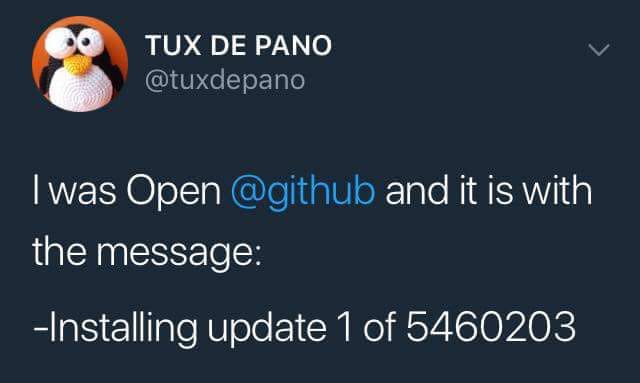 TUX DE PANO
@tuxdepano
I was Open @github and it is with
the message:
-Installing update 1 of 5460203